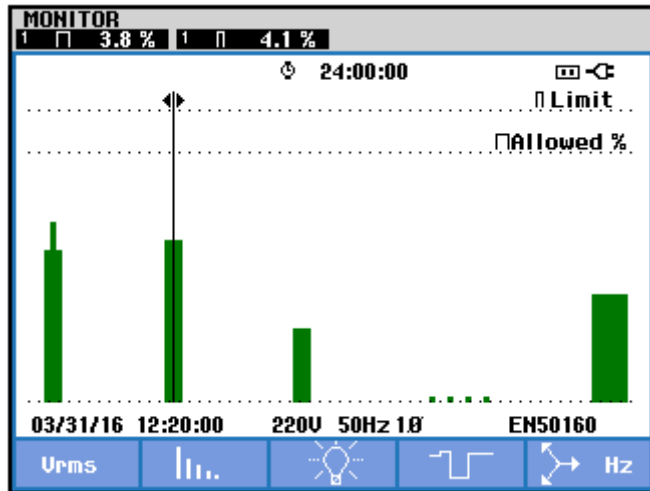 MONITOR
1 3.8 % 1 4.1 %
24:00:00
Limit
Allowed %
03/31/16 12:20:00 220V 50Hz 1Ø EN50160
Vrms Hz